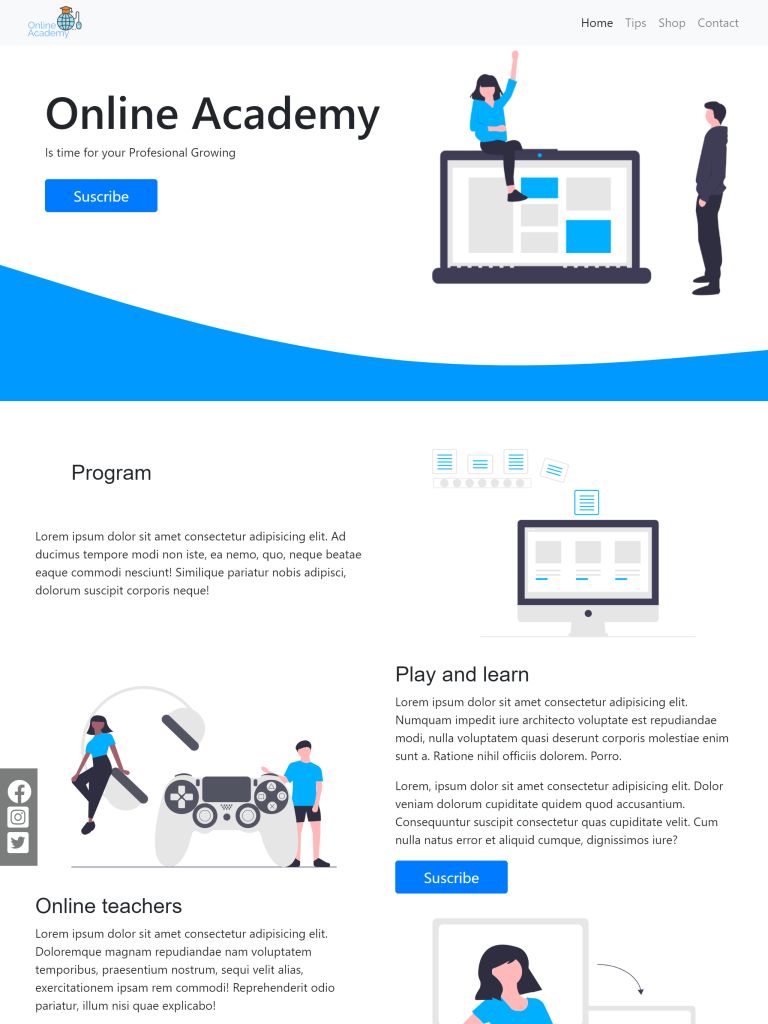 Online
Academy
Home Tips Shop Contact
Online Academy
Is time for your Profesional Growing
Suscribe
Program
Lorem ipsum dolor sit amet consectetur adipisicing elit. Ad
ducimus tempore modi non iste, ea nemo, quo, neque beatae
eaque commodi nesciunt! Similique pariatur nobis adipisci,
dolorum suscipit corporis neque!
Play and learn
Lorem ipsum dolor sit amet consectetur adipisicing elit.
Numquam impedit iure architecto voluptate est repudiandae
modi, nulla voluptatem quasi deserunt corporis molestiae enim
sunt a. Ratione nihil officiis dolorem. Porro.
Lorem, ipsum dolor sit amet consectetur adipisicing elit. Dolor
veniam dolorum cupiditate quidem quod accusantium.
Consequuntur suscipit consectetur quas cupiditate velit. Cum
nulla natus error et aliquid cumque, dignissimos iure?
Suscribe
Online teachers
Lorem ipsum dolor sit amet consectetur adipisicing elit.
Doloremque magnam repudiandae nam voluptatem
temporibus, praesentium nostrum, sequi velit alias,
exercitationem ipsam rem commodi! Reprehenderit odio
pariatur, illum nisi quae explicabo!